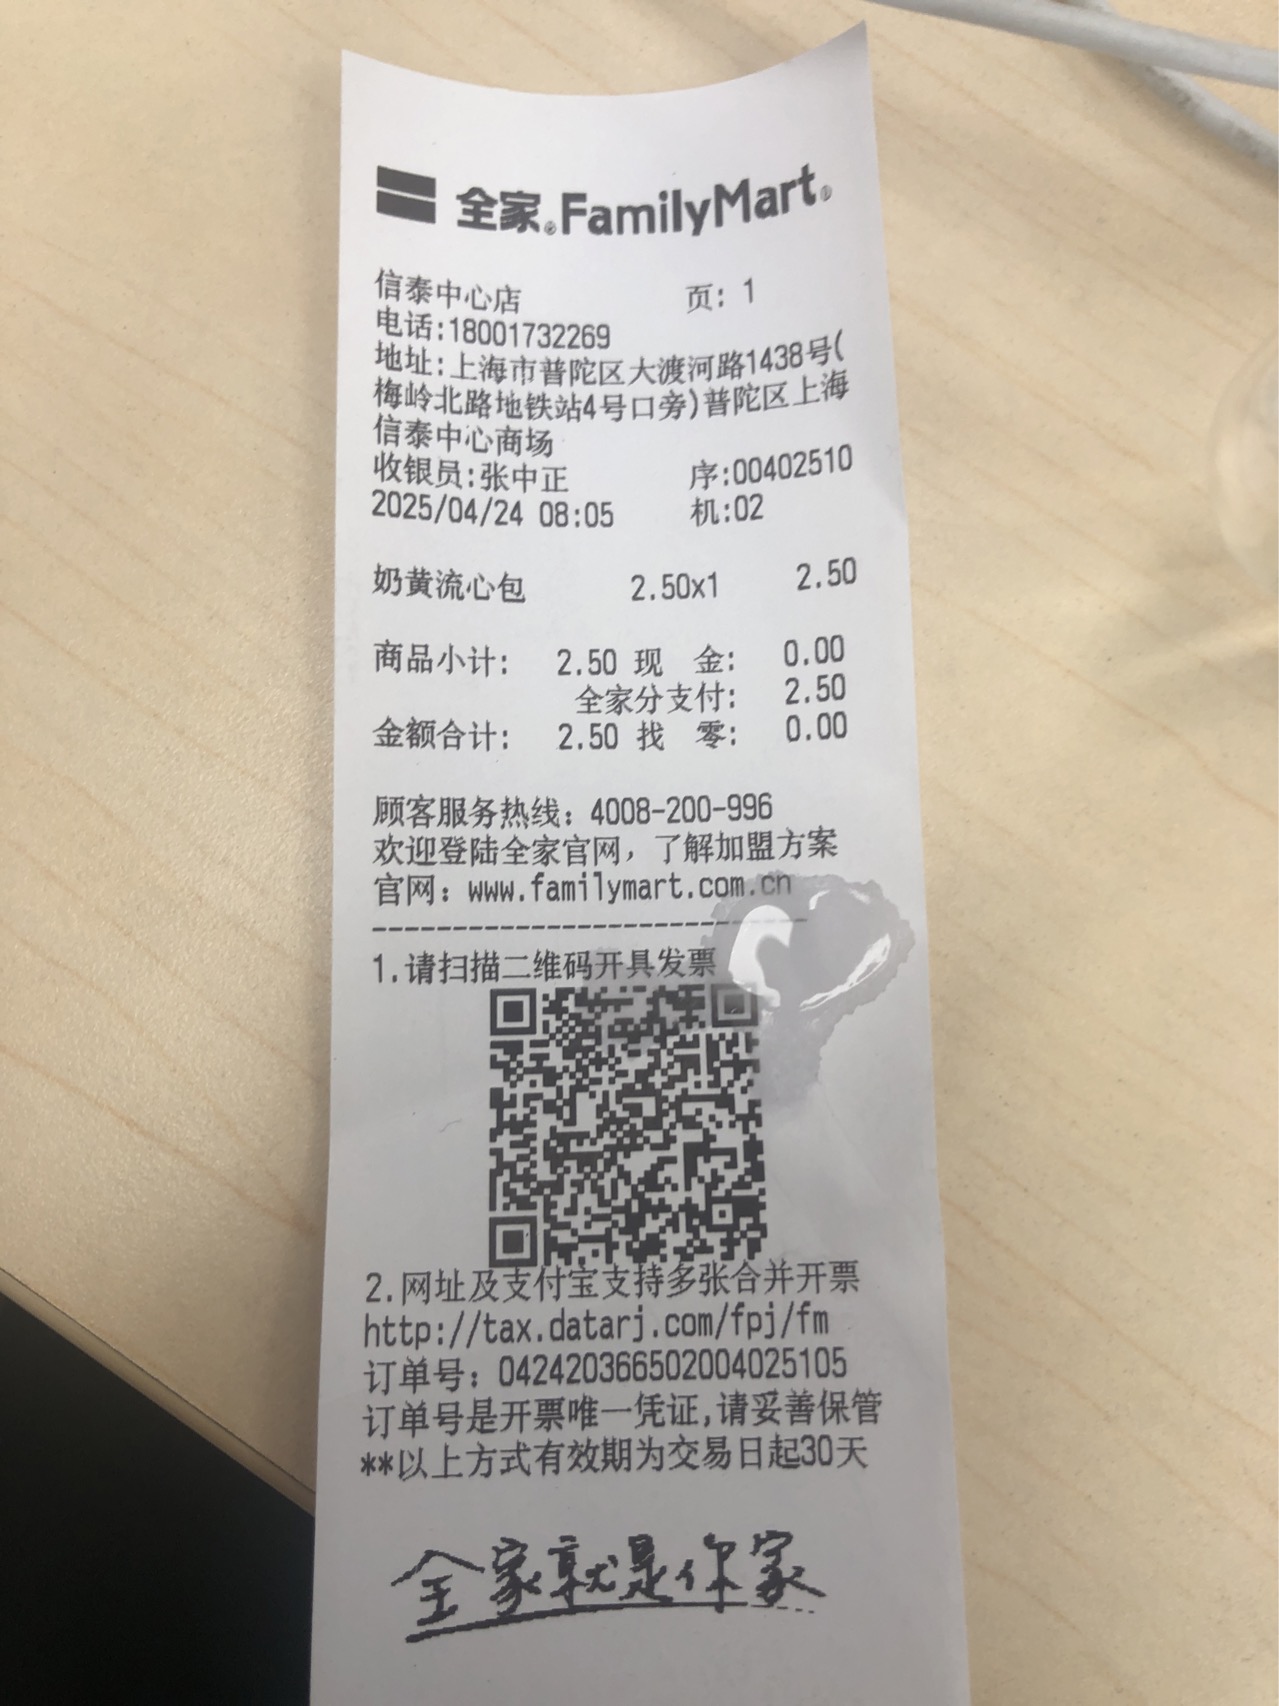 全家®FamilyMart®
信泰中心店 页: 1
电话:18001732269
地址:上海市普陀区大渡河路1438号(
梅岭北路地铁站4号口旁)普陀区上海
信泰中心商场
收银员:张中正 序:00402510
2025/04/24 08:05 机:02
奶黄流心包 2.50x1 2.50
商品小计: 2.50 现 金: 0.00
全家分支付: 2.50
金额合计: 2.50 找 零: 0.00
顾客服务热线: 4008-200-996
欢迎登陆全家官网，了解加盟方案
官网: www.familymart.com.cn
1.请扫描二维码开具发票
2.网址及支付宝支持多张合并开票
http://tax.datarj.com/fpj/fm
订单号: 042420366502004025105
订单号是开票唯一凭证,请妥善保管
**以上方式有效期为交易日起30天
全家就是你家